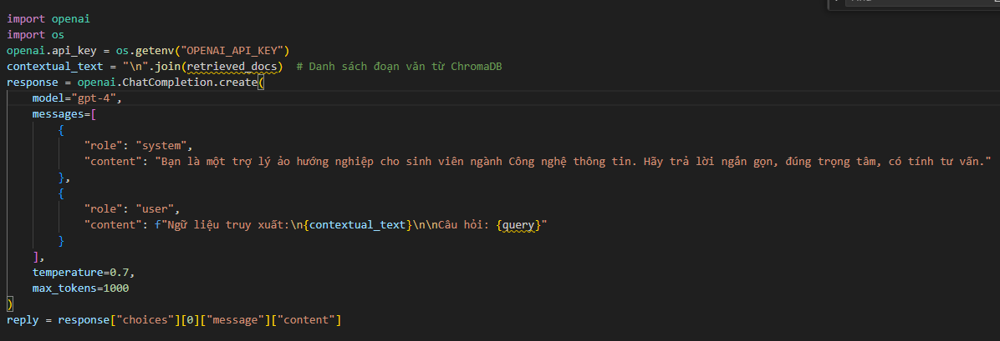 import openai
import os
openai.api_key = os.getenv("OPENAI_API_KEY")
contextual_text = "\n".join(retrieved_docs)  # Danh sách đoạn văn từ ChromaDB
response = openai.ChatCompletion.create(
    model="gpt-4",
    messages=[
        {
            "role": "system",
            "content": "Bạn là một trợ lý ảo hướng nghiệp cho sinh viên ngành Công nghệ thông tin. Hãy trả lời ngắn gọn, đúng trọng tâm, có tính tư vấn."
        },
        {
            "role": "user",
            "content": f"Ngữ liệu truy xuất:\n{contextual_text}\n\nCâu hỏi: {query}"
        }
    ],
    temperature=0.7,
    max_tokens=1000
)
reply = response["choices"][0]["message"]["content"]